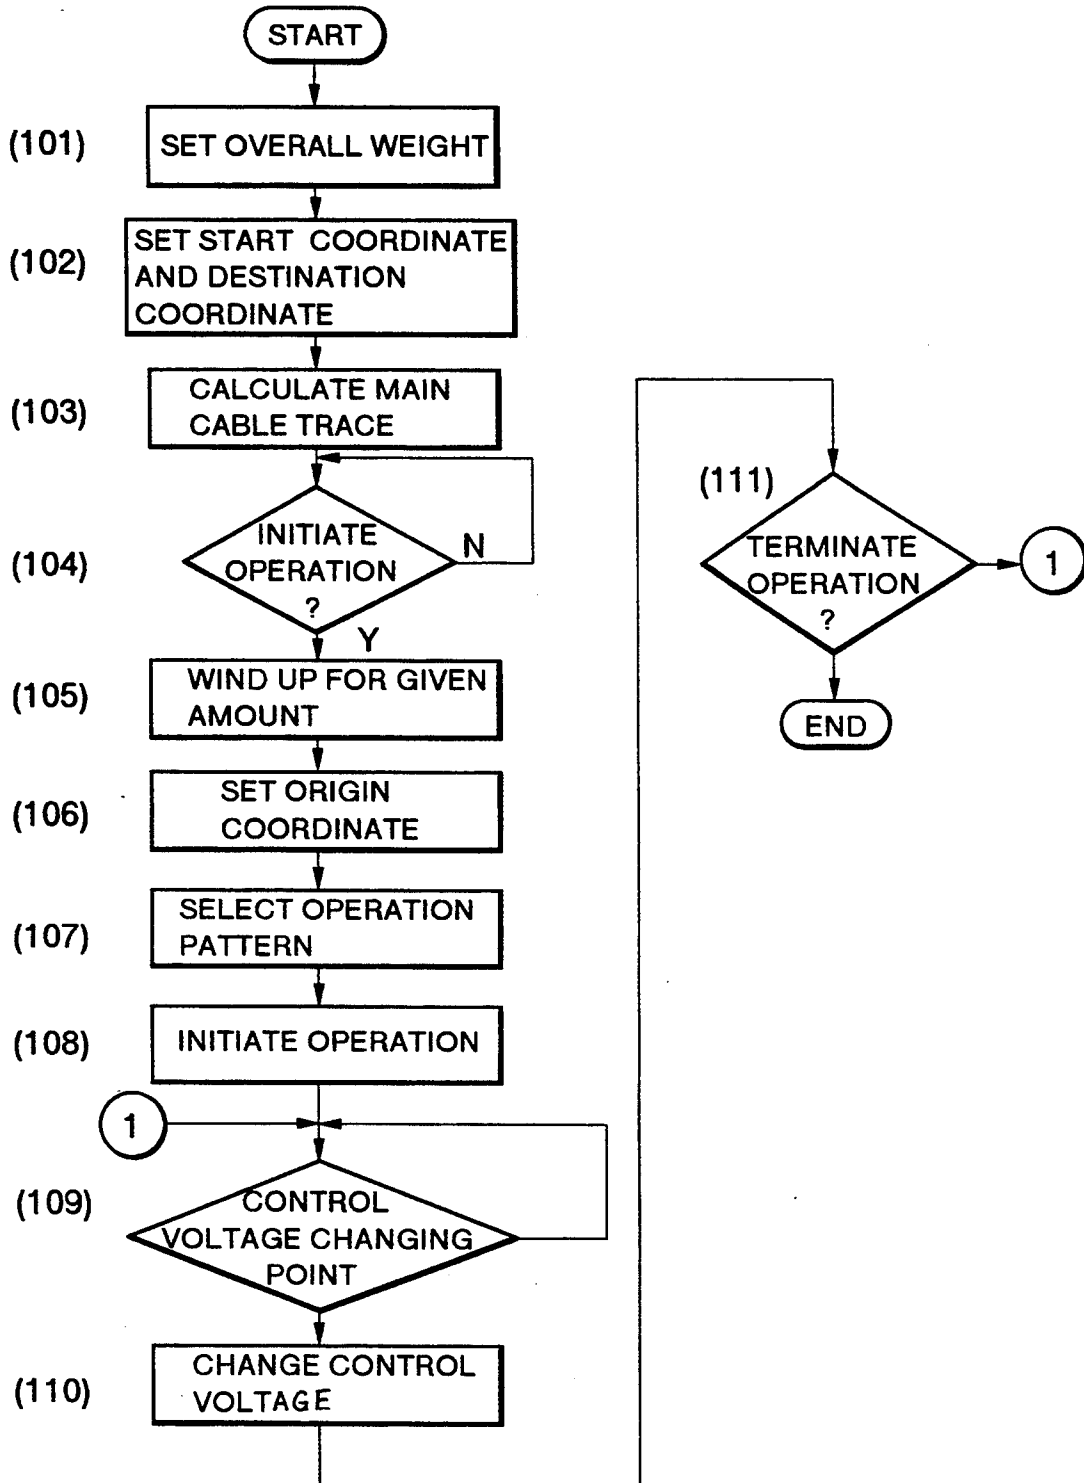 START
(101)
SET OVERALL WEIGHT
(102)
SET START COORDINATE
AND DESTINATION
COORDINATE
(103)
CALCULATE MAIN
CABLE TRACE
(104)
INITIATE
OPERATION
?
N
Y
(105)
WIND UP FOR GIVEN
AMOUNT
(106)
SET ORIGIN
COORDINATE
(107)
SELECT OPERATION
PATTERN
(108)
INITIATE OPERATION
1
(109)
CONTROL
VOLTAGE CHANGING
POINT
(110)
CHANGE CONTROL
VOLTAGE
(111)
TERMINATE
OPERATION
?
1
END